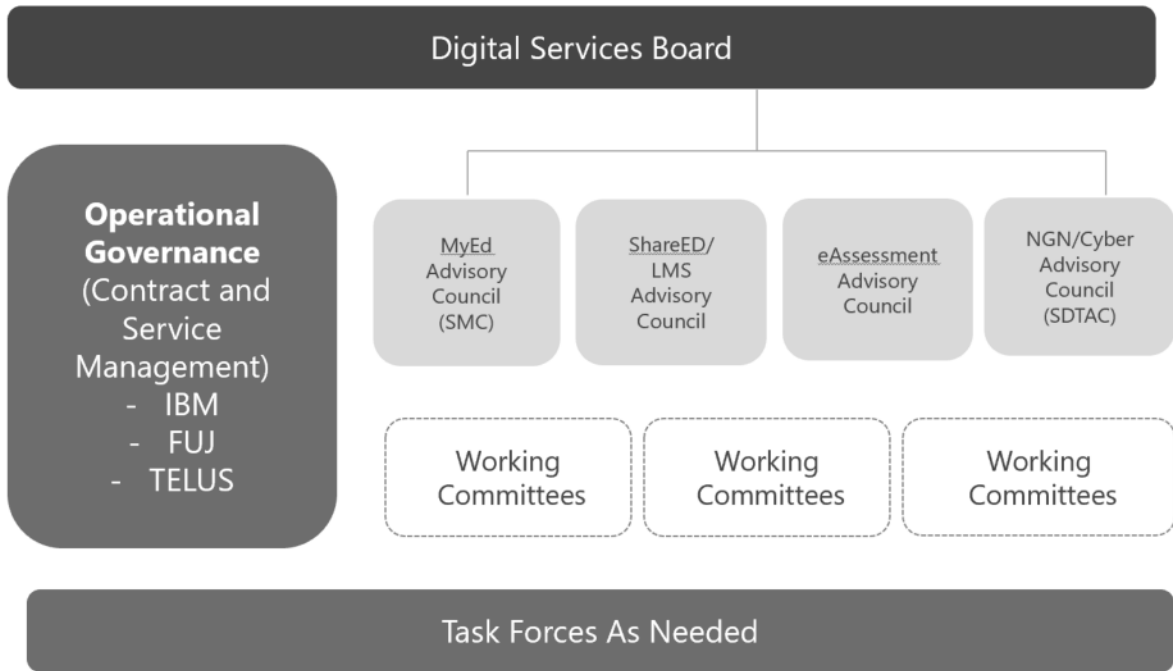 Digital Services Board
Operational
Governance
(Contract and
Service
Management)
- IBM
- FUJ
- TELUS
MyEd
Advisory
Council
(SMC)
ShareED/
LMS
Advisory
Council
eAssessment
Advisory
Council
NGN/Cyber
Advisory
Council
(SDTAC)
Working
Committees
Working
Committees
Working
Committees
Task Forces As Needed